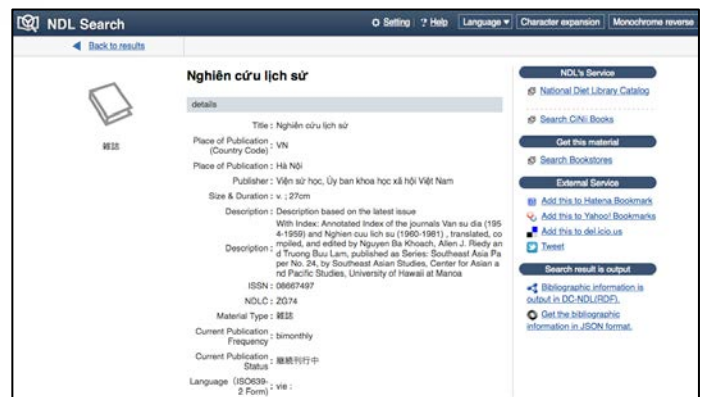 NDL Search
Setting ? Help Language ▼ Character expansion Monochrome reverse
Back to results
Nghiên cứu lịch sử
details
雑誌
Title : Nghiên cứu lịch sử
Place of Publication (Country Code) : VN
Place of Publication : Hà Nội
Publisher : Viện sử học, Ủy ban khoa học xã hội Việt Nam
Size & Duration : v. ; 27cm
Description : Description based on the latest issue
Description : With Index: Annotated Index of the journals Van su dia (195
4-1959) and Nghien cuu lich su (1960-1981) , translated, co
mpiled, and edited by Nguyen Ba Khoach, Allen J. Riedy an
d Truong Buu Lam, published as Series: Southeast Asia Pa
per No. 24, by Southeast Asian Studies, Center for Asian a
nd Pacific Studies, University of Hawaii at Manoa
ISSN : 08667497
NDLC : ZG74
Material Type : 雑誌
Current Publication Frequency : bimonthly
Current Publication Status : 継続刊行中
Language (ISO639-2 Form) : vie :
NDL's Service
National Diet Library Catalog
Search CiNii Books
Get this material
Search Bookstores
External Service
Add this to Hatena Bookmark
Add this to Yahoo! Bookmarks
Add this to del.icio.us
Tweet
Search result is output
Bibliographic information is
output in DC-NDL(RDF).
Get the bibliographic
information in JSON format.